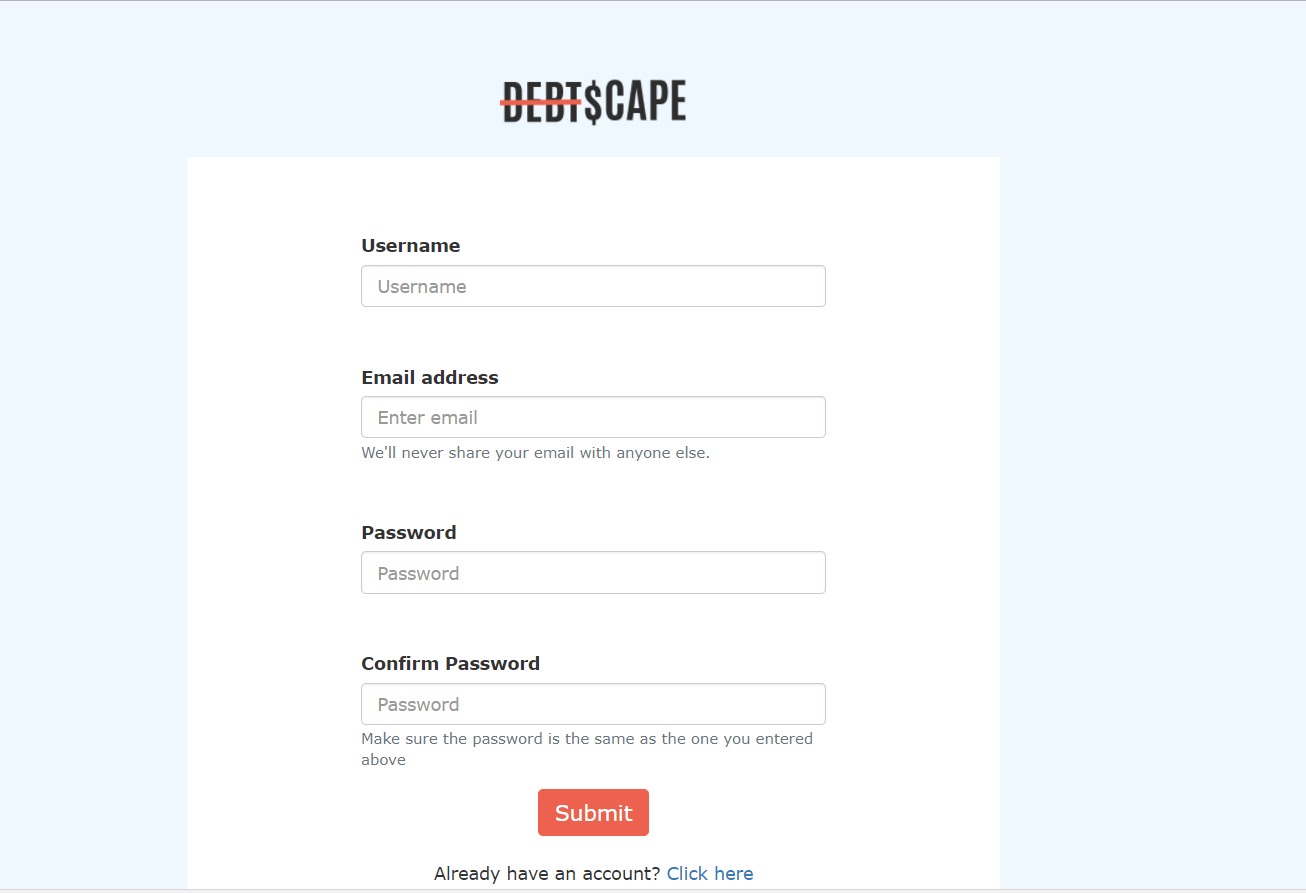 DEBT$CAPE
Username
Username
Email address
Enter email
We'll never share your email with anyone else.
Password
Password
Confirm Password
Password
Make sure the password is the same as the one you entered
above
Submit
Already have an account? Click here